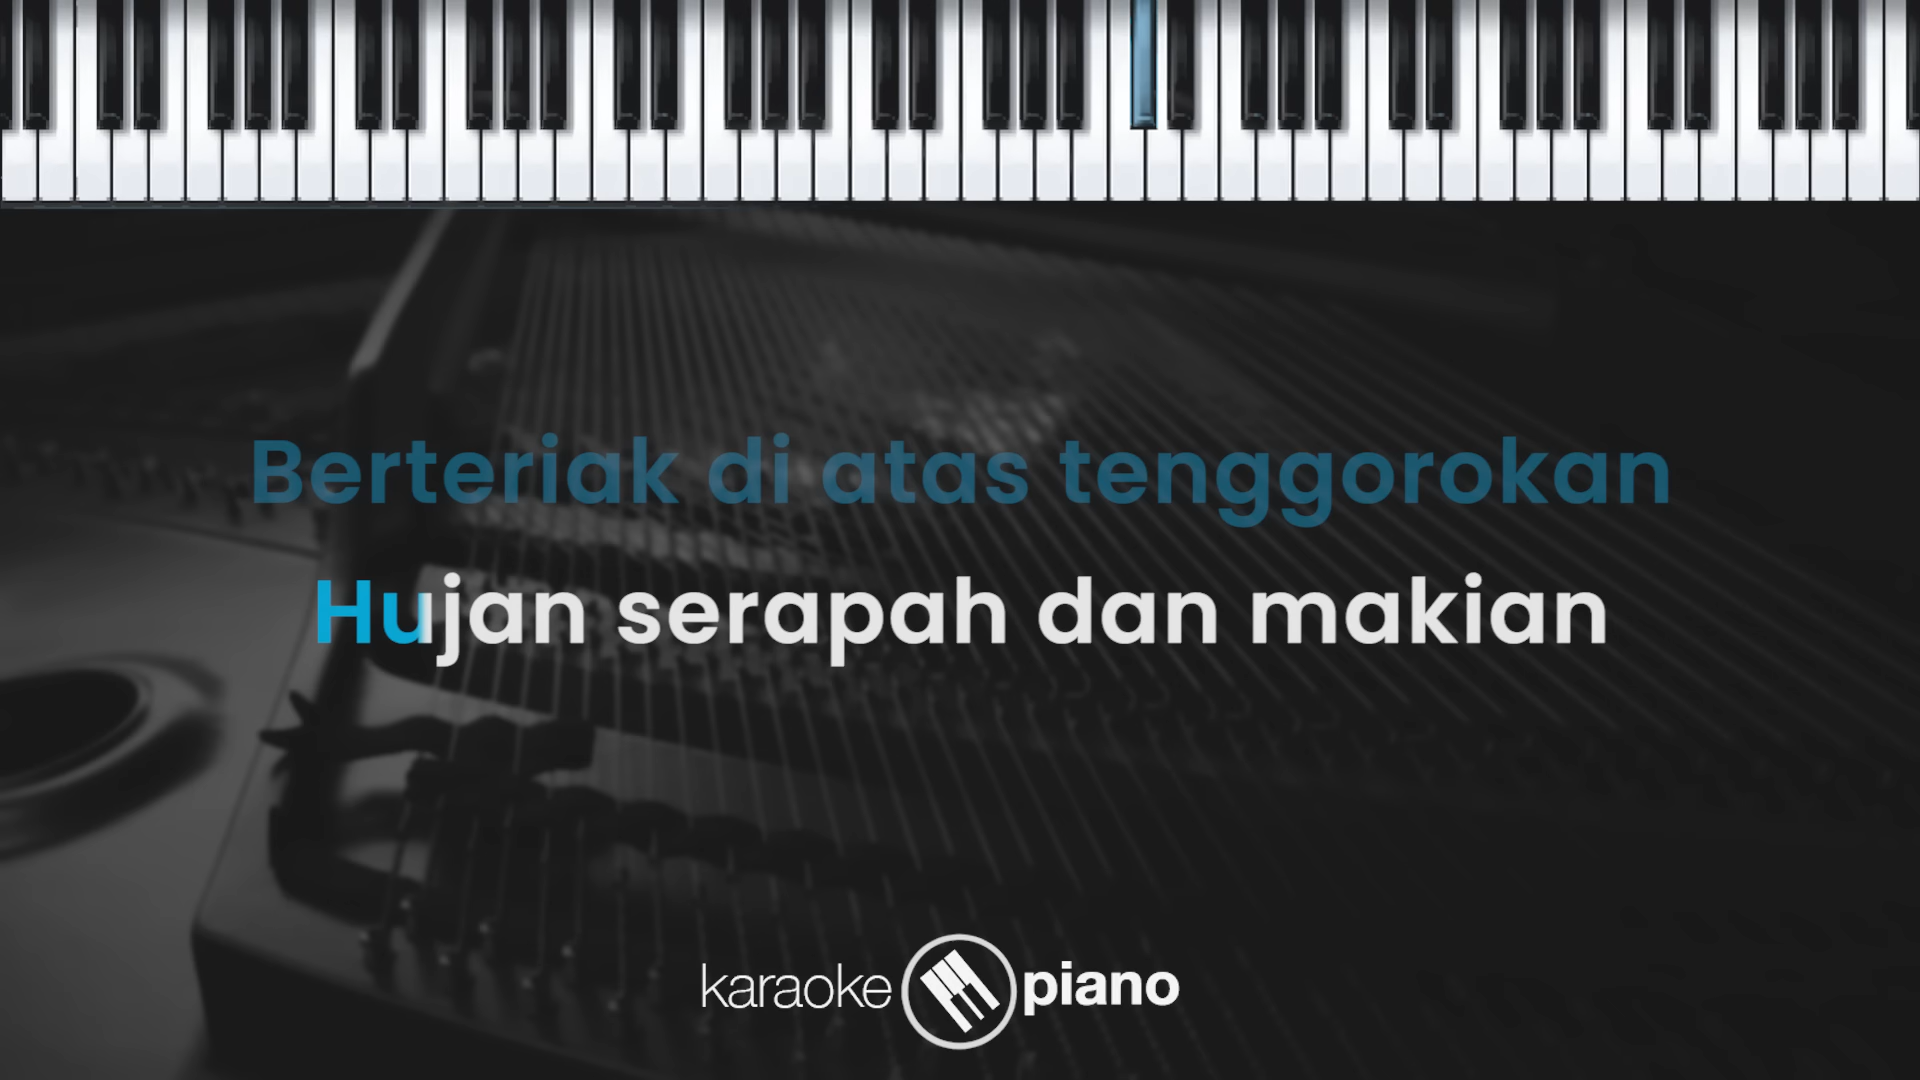 Berteriak di atas tenggorokan
Hujan serapah dan makian
karaoke piano